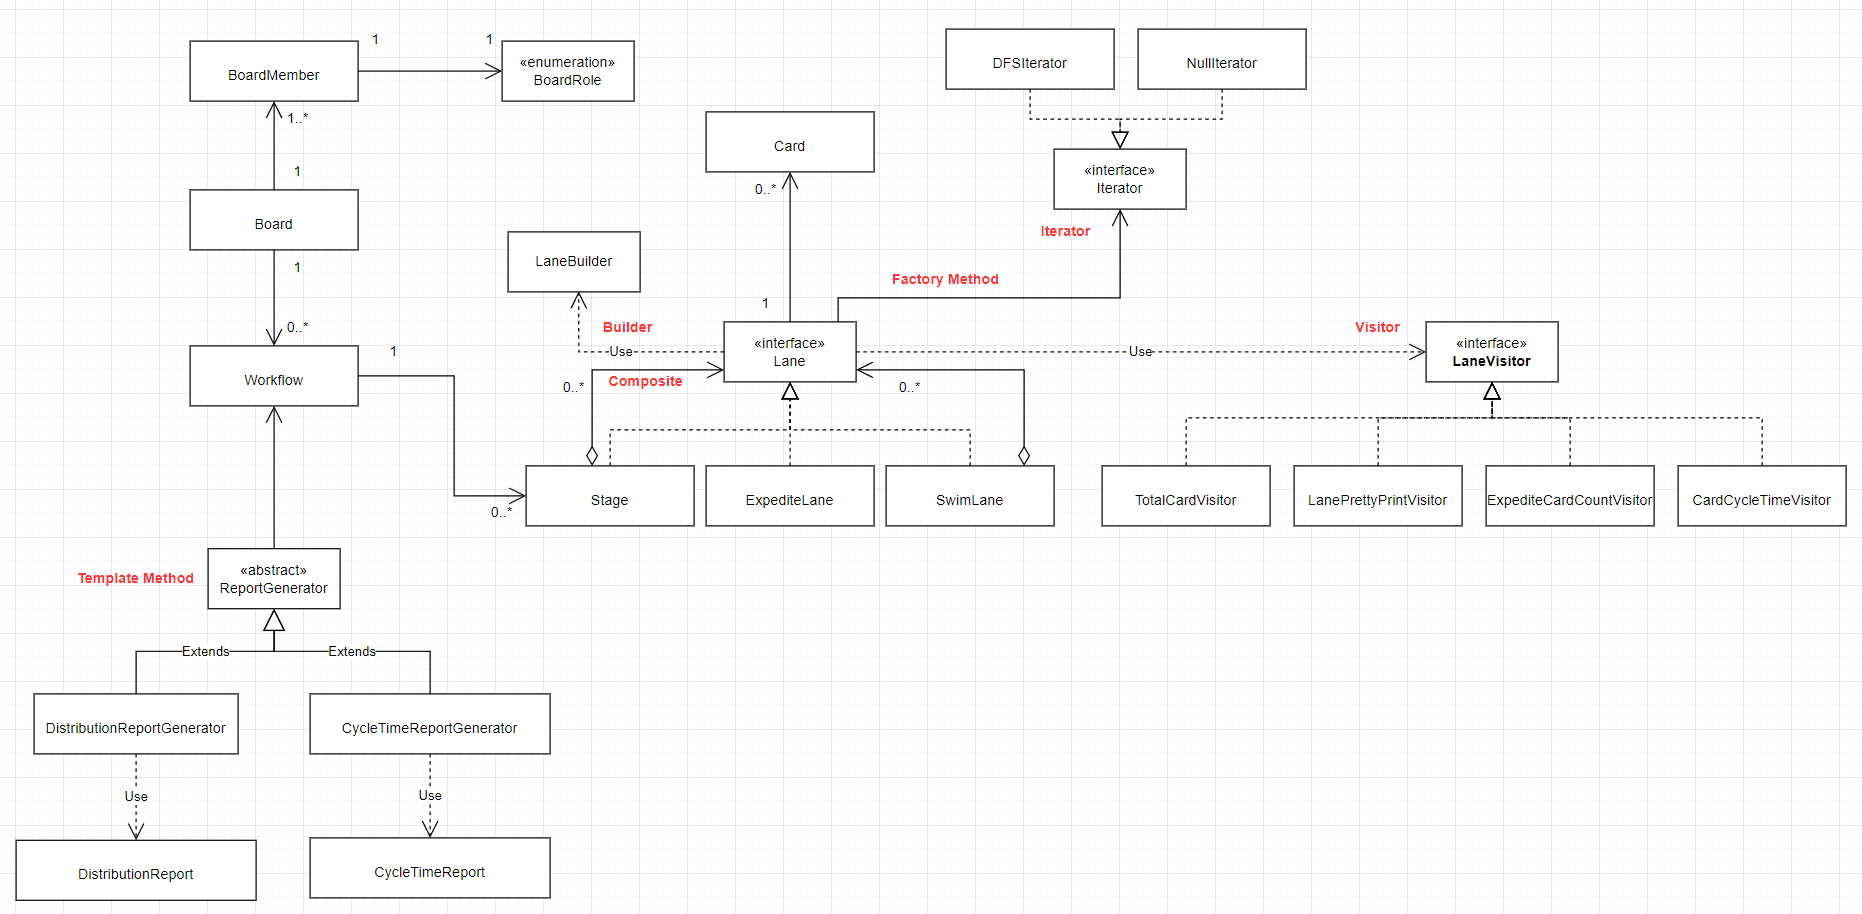 BoardMember
1
1
«enumeration»
BoardRole
1..*
1
Board
1
0..*
Workflow
1
0..*
Template Method
«abstract»
ReportGenerator
Extends
Extends
DistributionReportGenerator
CycleTimeReportGenerator
Use
Use
DistributionReport
CycleTimeReport
Card
0..*
1
LaneBuilder
Builder
Use
«interface»
Lane
0..*
Composite
0..*
Stage
ExpediteLane
SwimLane
DFSIterator
NullIterator
«interface»
Iterator
Iterator
Factory Method
Use
Visitor
«interface»
LaneVisitor
TotalCardVisitor
LanePrettyPrintVisitor
ExpediteCardCountVisitor
CardCycleTimeVisitor